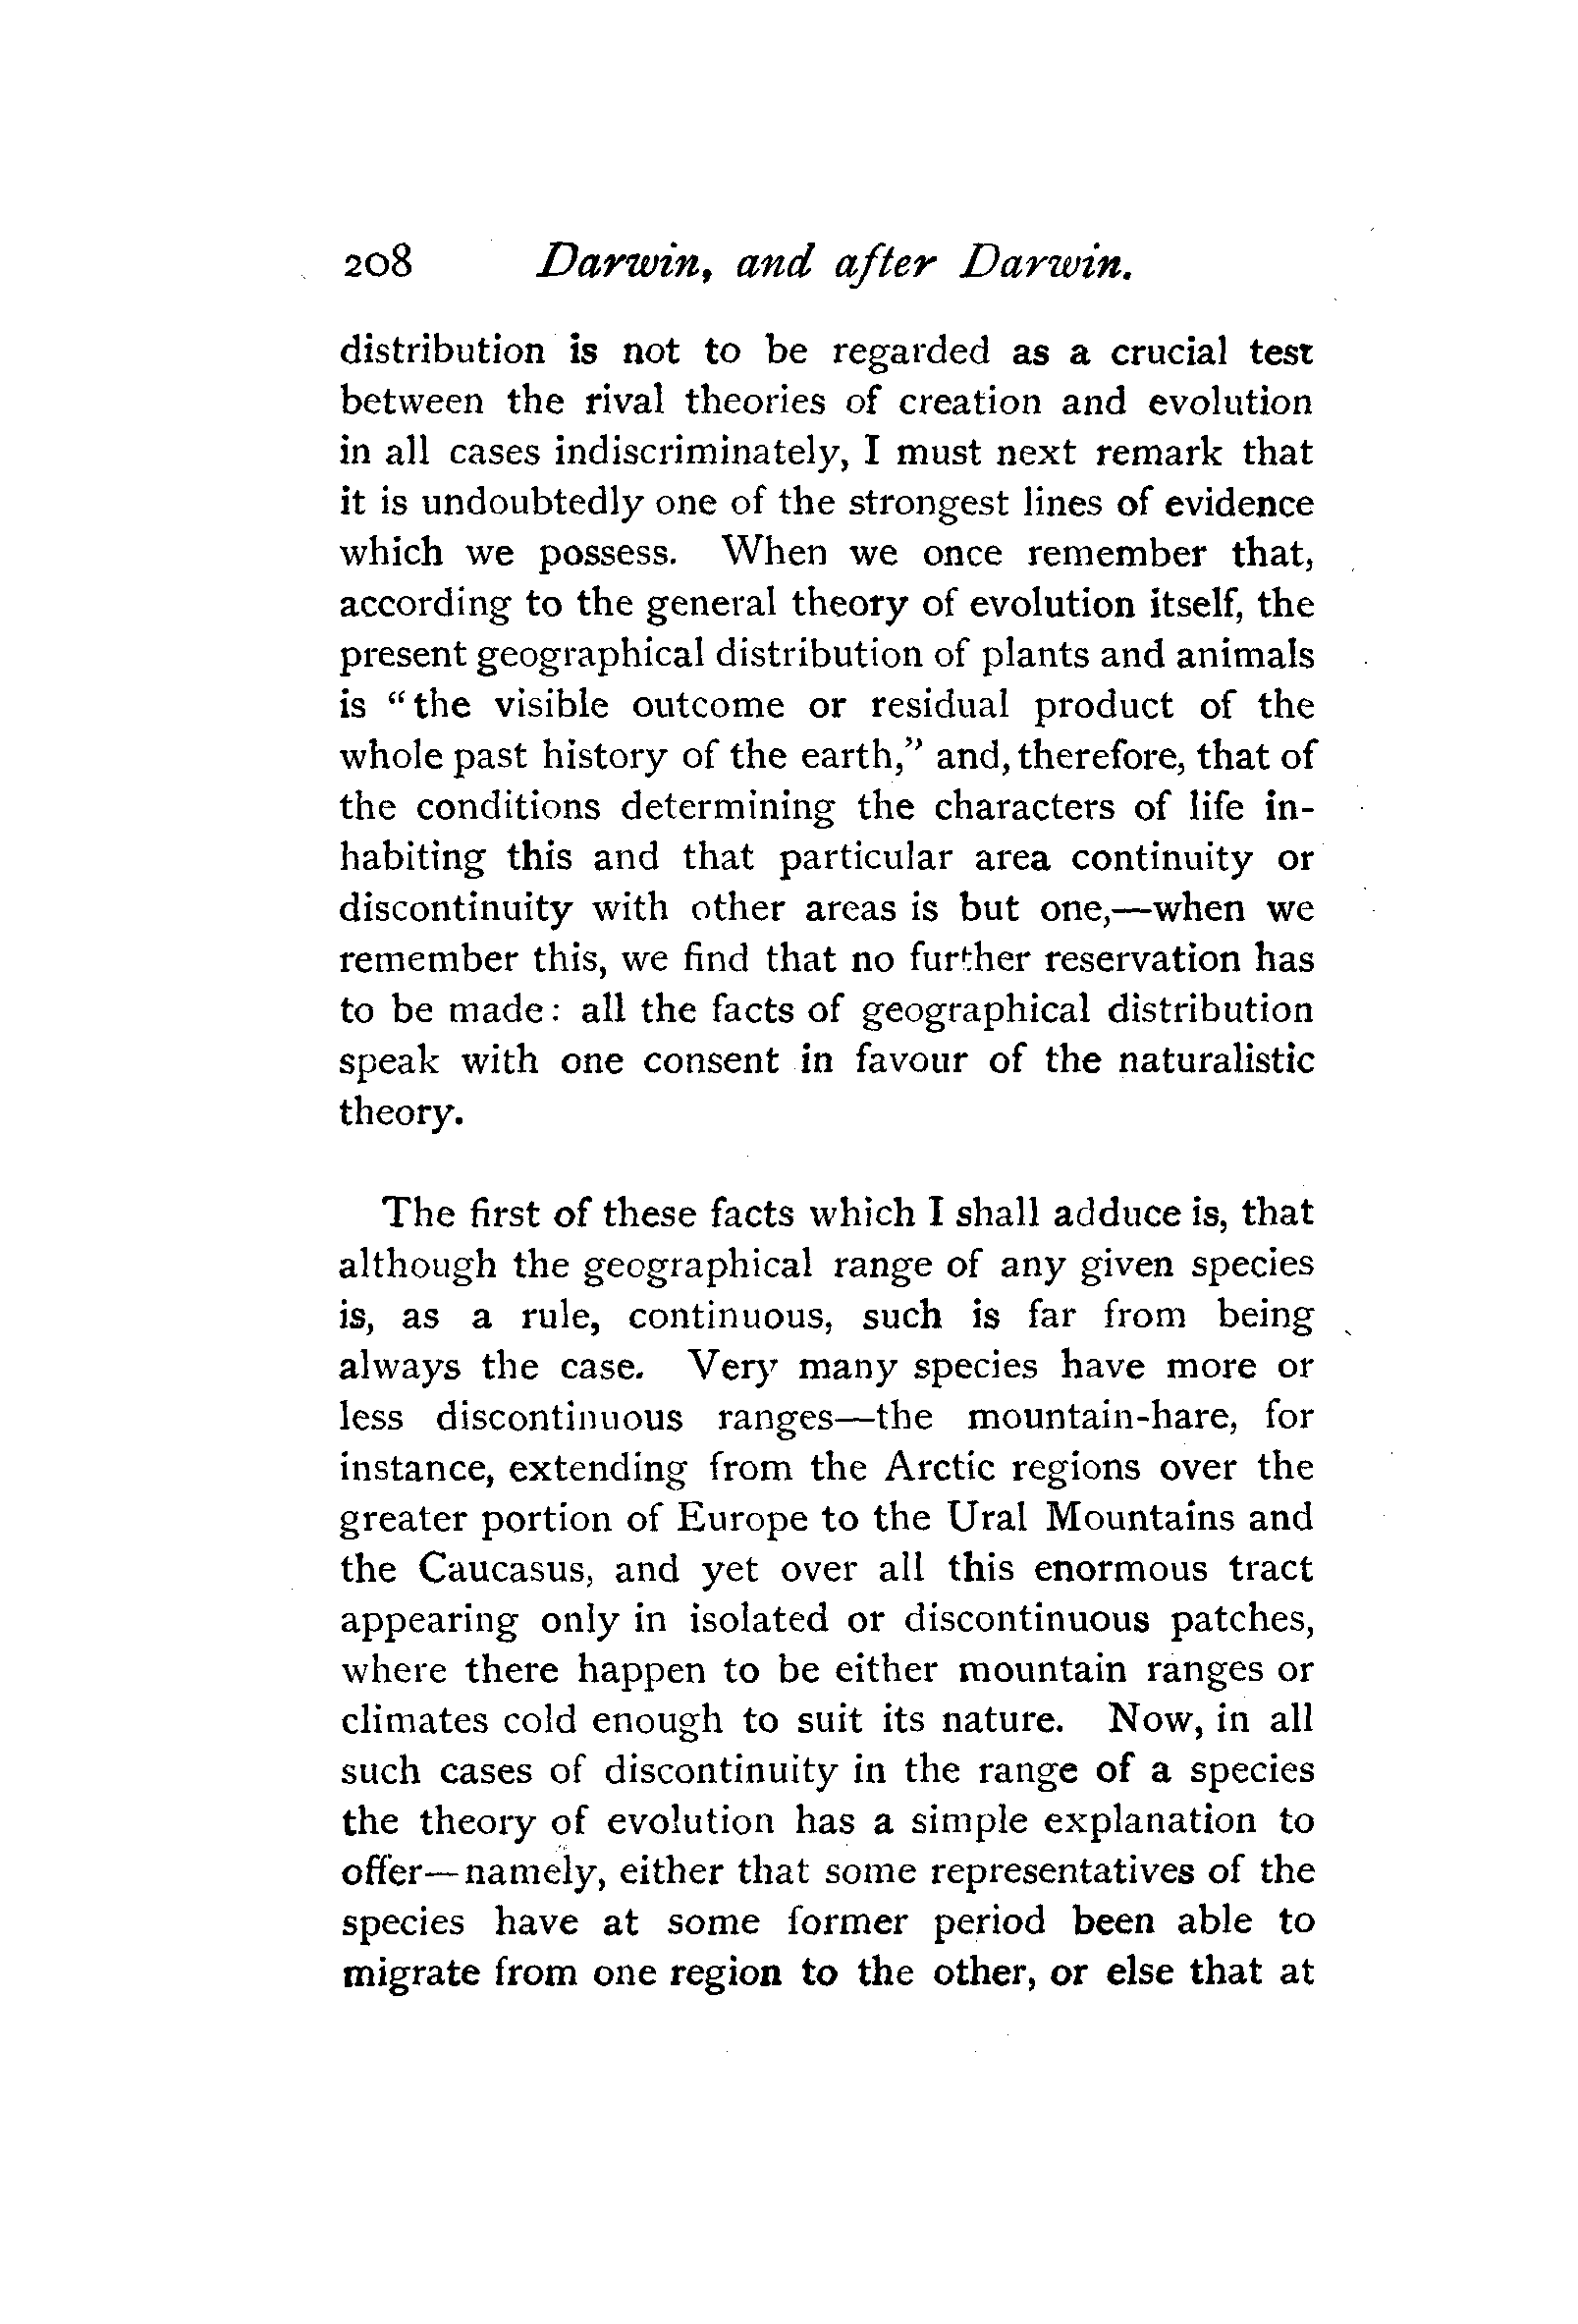 208 Darwin, and after Darwin.
distribution is not to be regarded as a crucial test
between the rival theories of creation and evolution
in all cases indiscriminately, I must next remark that
it is undoubtedly one of the strongest lines of evidence
which we possess. When we once remember that,
according to the general theory of evolution itself, the
present geographical distribution of plants and animals
is “the visible outcome or residual product of the
whole past history of the earth,” and, therefore, that of
the conditions determining the characters of life in-
habiting this and that particular area continuity or
discontinuity with other areas is but one,—when we
remember this, we find that no further reservation has
to be made: all the facts of geographical distribution
speak with one consent in favour of the naturalistic
theory.
The first of these facts which I shall adduce is, that
although the geographical range of any given species
is, as a rule, continuous, such is far from being
always the case. Very many species have more or
less discontinuous ranges—the mountain-hare, for
instance, extending from the Arctic regions over the
greater portion of Europe to the Ural Mountains and
the Caucasus, and yet over all this enormous tract
appearing only in isolated or discontinuous patches,
where there happen to be either mountain ranges or
climates cold enough to suit its nature. Now, in all
such cases of discontinuity in the range of a species
the theory of evolution has a simple explanation to
offer—namely, either that some representatives of the
species have at some former period been able to
migrate from one region to the other, or else that at